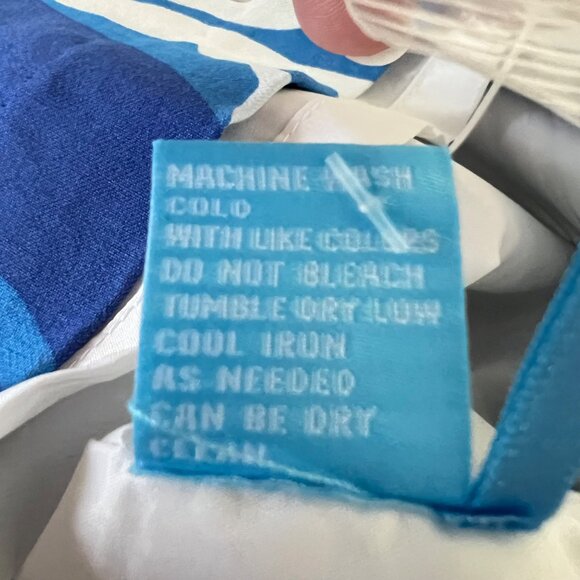 MACHINE WASH
COLD
WITH LIKE COLORS
DO NOT BLEACH
TUMBLE DRY LOW
COOL IRON
AS NEEDED
CAN BE DRY
CLEAN